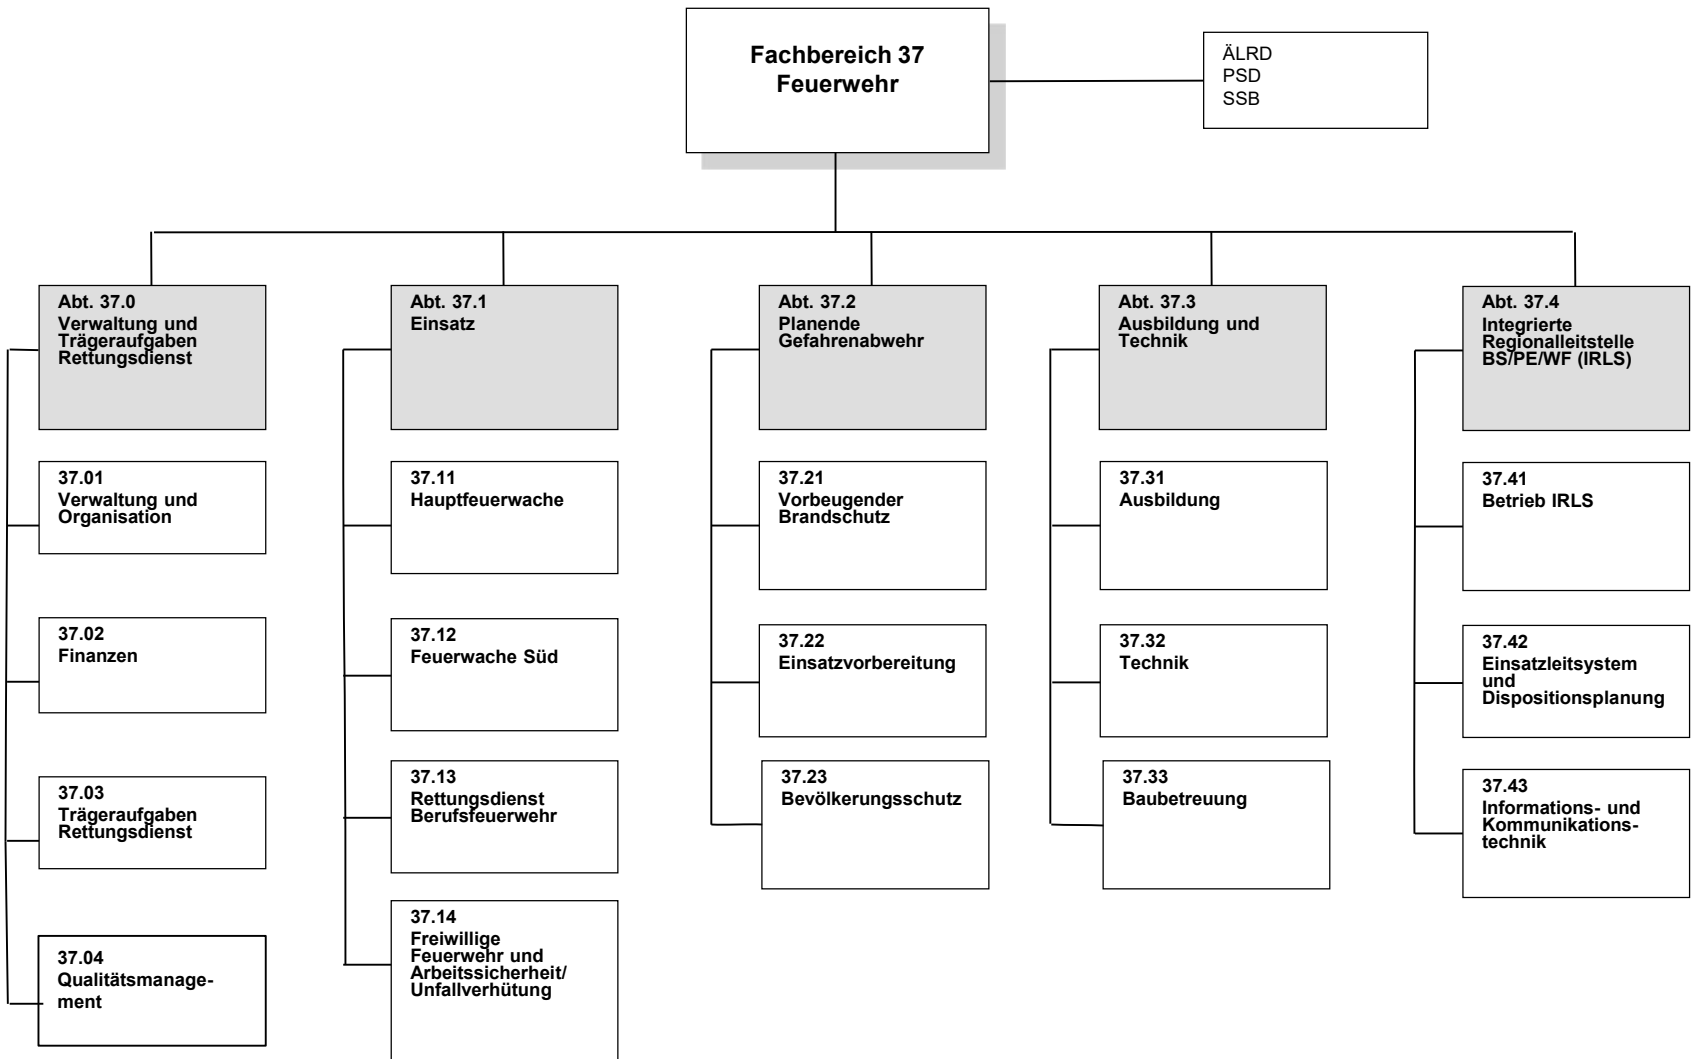 Fachbereich 37
Feuerwehr
ÄLRD
PSD
SSB
Abt. 37.0
Verwaltung und
Trägeraufgaben
Rettungsdienst
37.01
Verwaltung und
Organisation
37.02
Finanzen
37.03
Trägeraufgaben
Rettungsdienst
37.04
Qualitätsmanage-
ment
Abt. 37.1
Einsatz
37.11
Hauptfeuerwache
37.12
Feuerwache Süd
37.13
Rettungsdienst
Berufsfeuerwehr
37.14
Freiwillige
Feuerwehr und
Arbeitssicherheit/
Unfallverhütung
Abt. 37.2
Planende
Gefahrenabwehr
37.21
Vorbeugender
Brandschutz
37.22
Einsatzvorbereitung
37.23
Bevölkerungsschutz
Abt. 37.3
Ausbildung und
Technik
37.31
Ausbildung
37.32
Technik
37.33
Baubetreuung
Abt. 37.4
Integrierte
Regionalleitstelle
BS/PE/WF (IRLS)
37.41
Betrieb IRLS
37.42
Einsatzleitsystem
und
Dispositionsplanung
37.43
Informations- und
Kommunikations-
technik